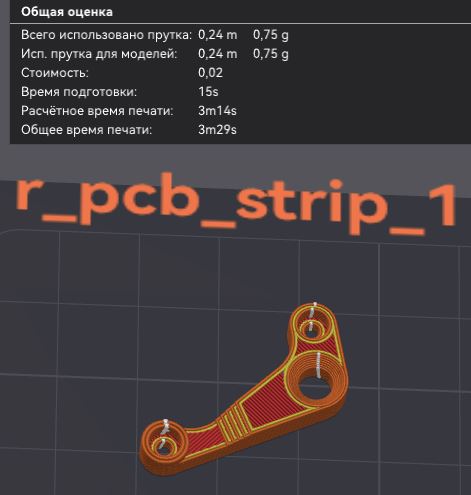 Общая оценка
Всего использовано прутка: 0,24 m 0,75 g
Исп. прутка для моделей: 0,24 m 0,75 g
Стоимость: 0,02
Время подготовки: 15s
Расчётное время печати: 3m14s
Общее время печати: 3m29s
r_pcb_strip_1